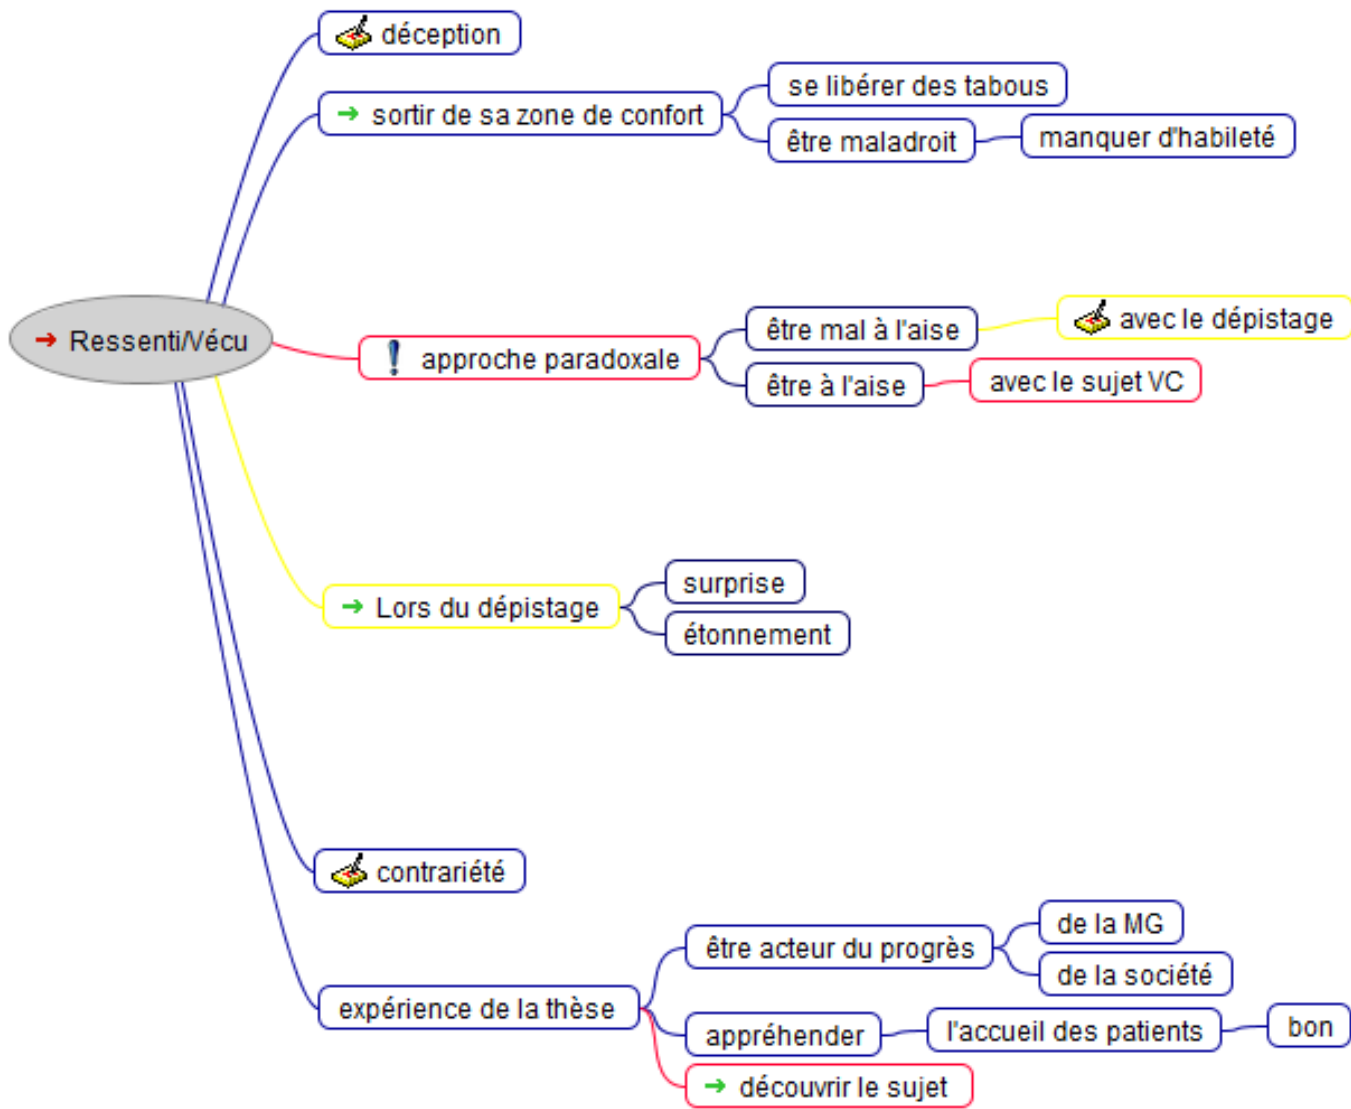 déception
sortir de sa zone de confort
se libérer des tabous
être maladroit
manquer d'habileté
Ressenti/Vécu
approche paradoxale
être mal à l'aise
avec le dépistage
être à l'aise
avec le sujet VC
Lors du dépistage
surprise
étonnement
contrariété
expérience de la thèse
être acteur du progrès
de la MG
de la société
appréhender
l'accueil des patients
bon
découvrir le sujet